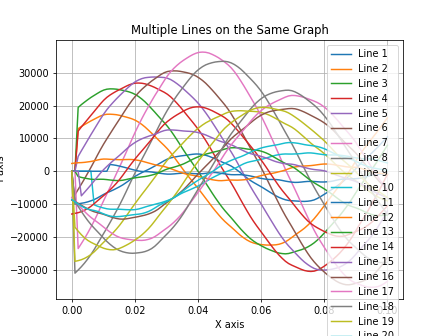 Multiple Lines on the Same Graph
30000
20000
10000
0
−10000
−20000
−30000
0.00
0.02
0.04
0.06
X axis
Line 1
Line 2
Line 3
Line 4
Line 5
Line 6
Line 7
Line 8
Line 9
Line 10
Line 11
Line 12
Line 13
Line 14
Line 15
Line 16
Line 17
Line 18
Line 19
Line 20